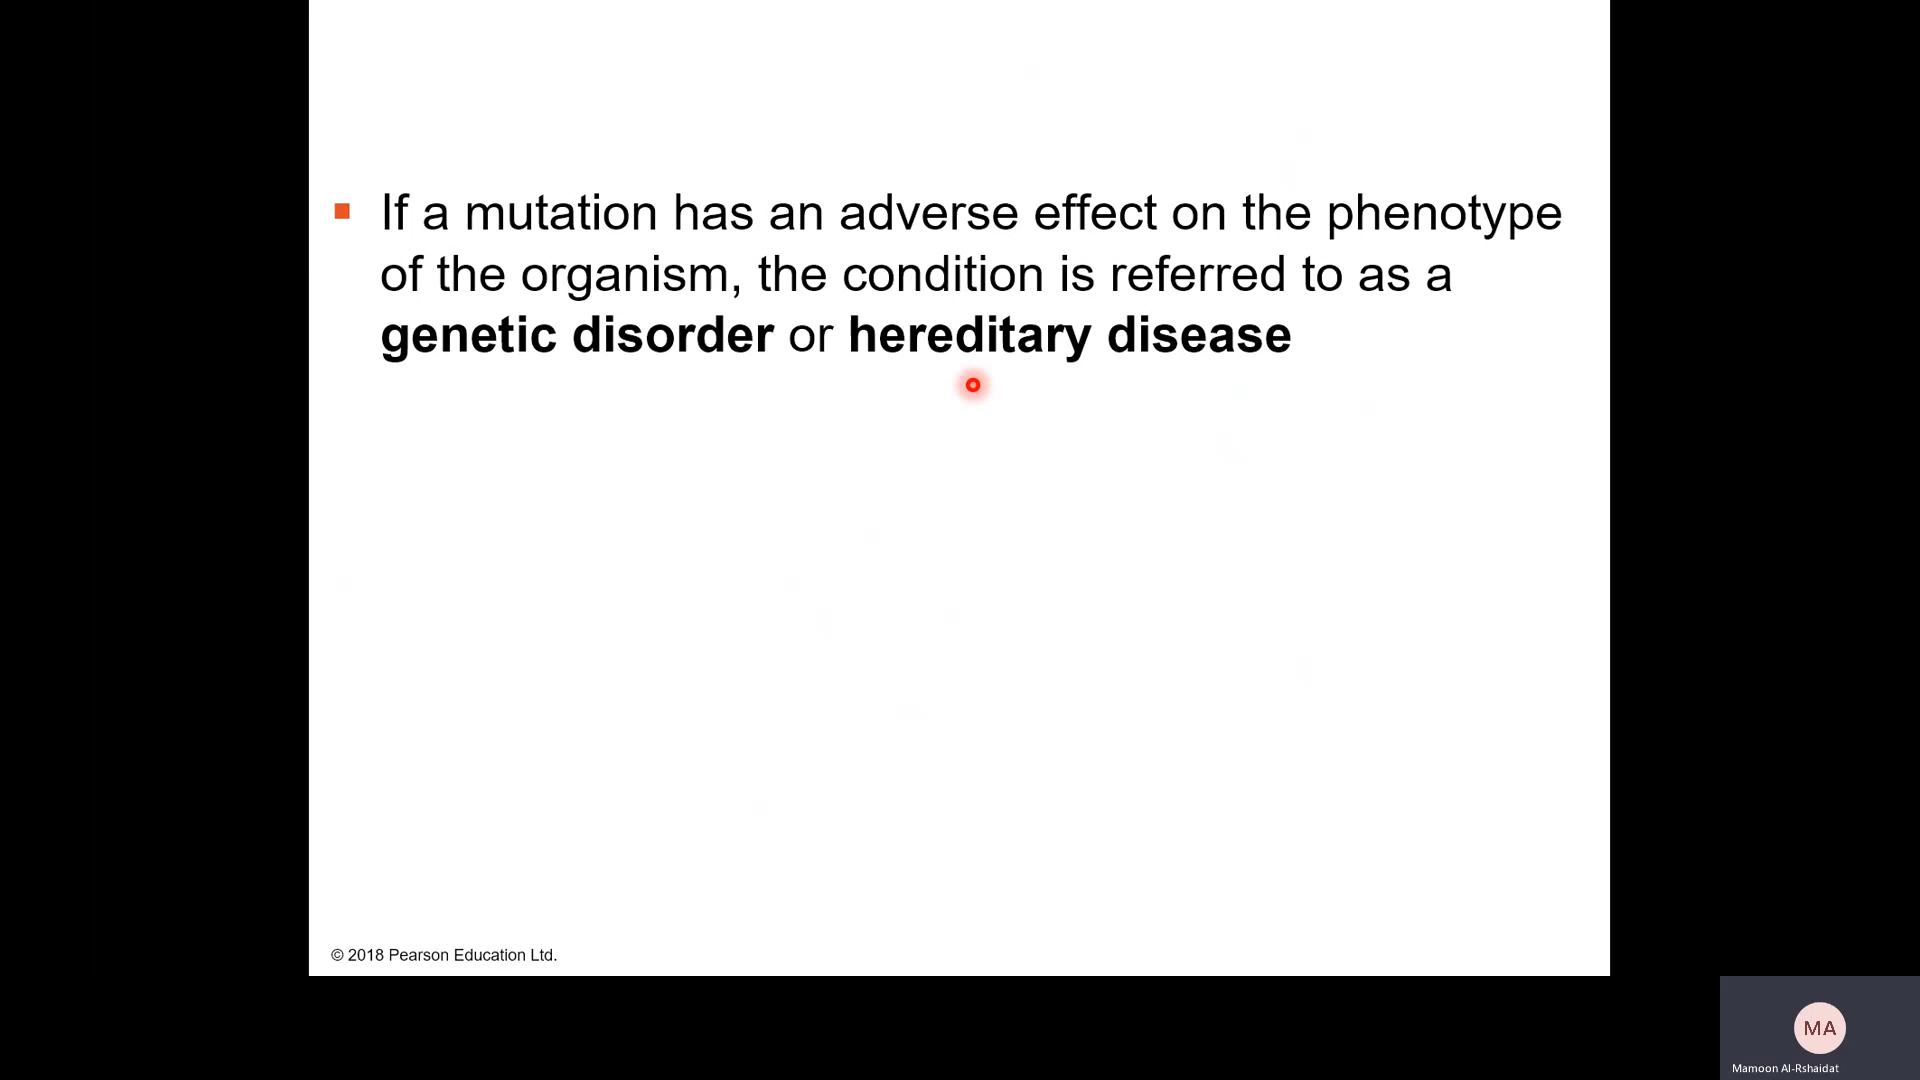 If a mutation has an adverse effect on the phenotype
of the organism, the condition is referred to as a
genetic disorder or hereditary disease
© 2018 Pearson Education Ltd.
MA
Mamoon Al-Rshaidat